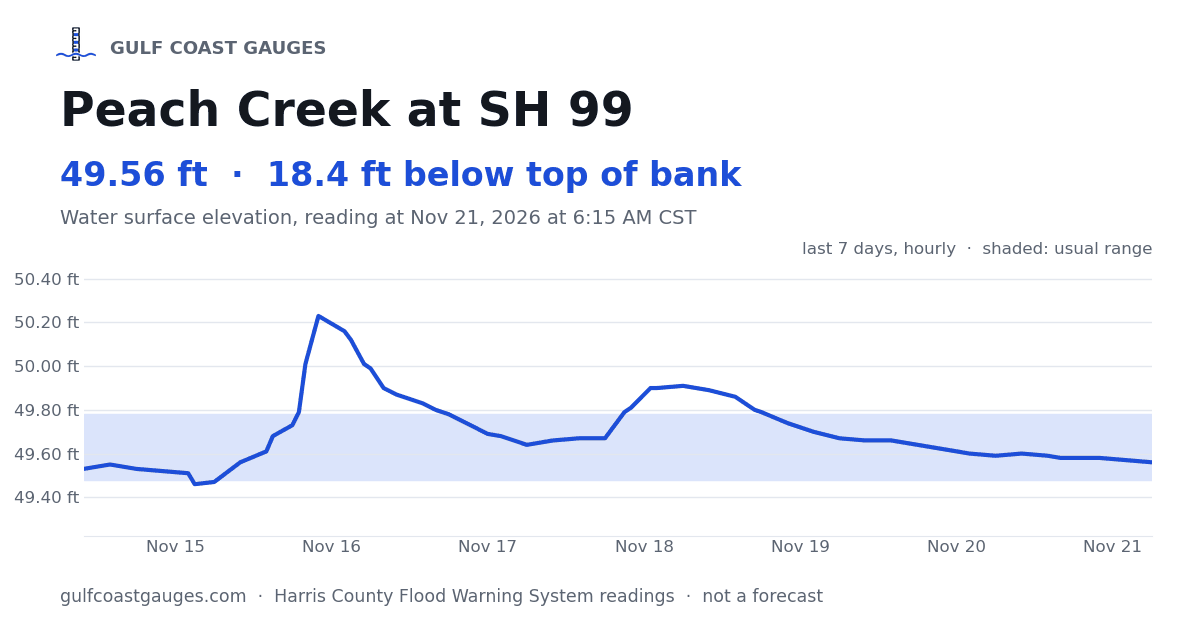 GULF COAST GAUGES
Peach Creek at SH 99
49.56 ft · 18.4 ft below top of bank
Water surface elevation, reading at Nov 21, 2026 at 6:15 AM CST
last 7 days, hourly · shaded: usual range
50.40 ft
50.20 ft
50.00 ft
49.80 ft
49.60 ft
49.40 ft
Nov 15 Nov 16 Nov 17 Nov 18 Nov 19 Nov 20 Nov 21
gulfcoastgauges.com · Harris County Flood Warning System readings · not a forecast